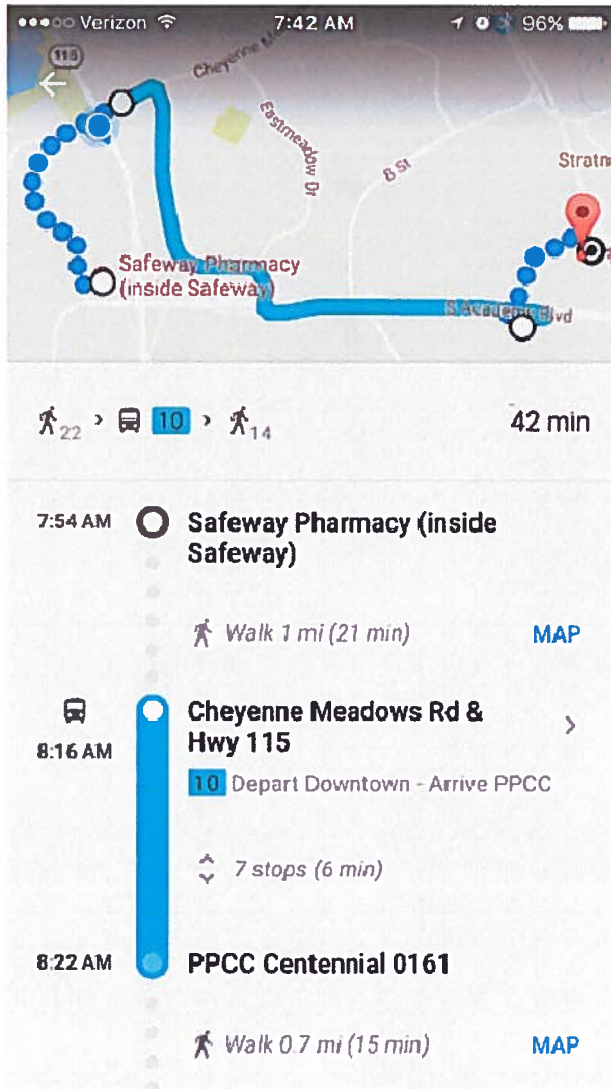 Verizon 7:42 AM 96%
115
Cheyenne M
Eastmeadow Dr
B St
Stratm
Safeway Pharmacy
(inside Safeway)
S Academy Blvd
22 > 10 > 14 42 min
7:54 AM Safeway Pharmacy (inside
Safeway)
Walk 1 mi (21 min) MAP
Cheyenne Meadows Rd &
Hwy 115
8:16 AM
10 Depart Downtown - Arrive PPCC
7 stops (6 min)
8:22 AM PPCC Centennial 0161
Walk 0.7 mi (15 min) MAP